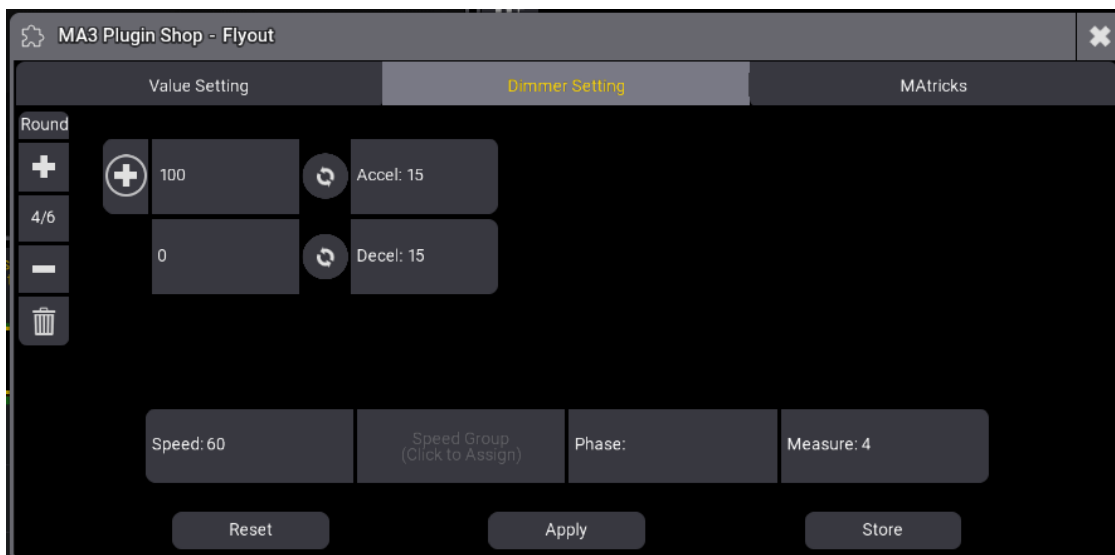 MA3 Plugin Shop - Flyout
Value Setting
Dimmer Setting
MAtricks
Round
100
Accel: 15
4/6
0
Decel: 15
Speed: 60
Speed Group
(Click to Assign)
Phase:
Measure: 4
Reset
Apply
Store